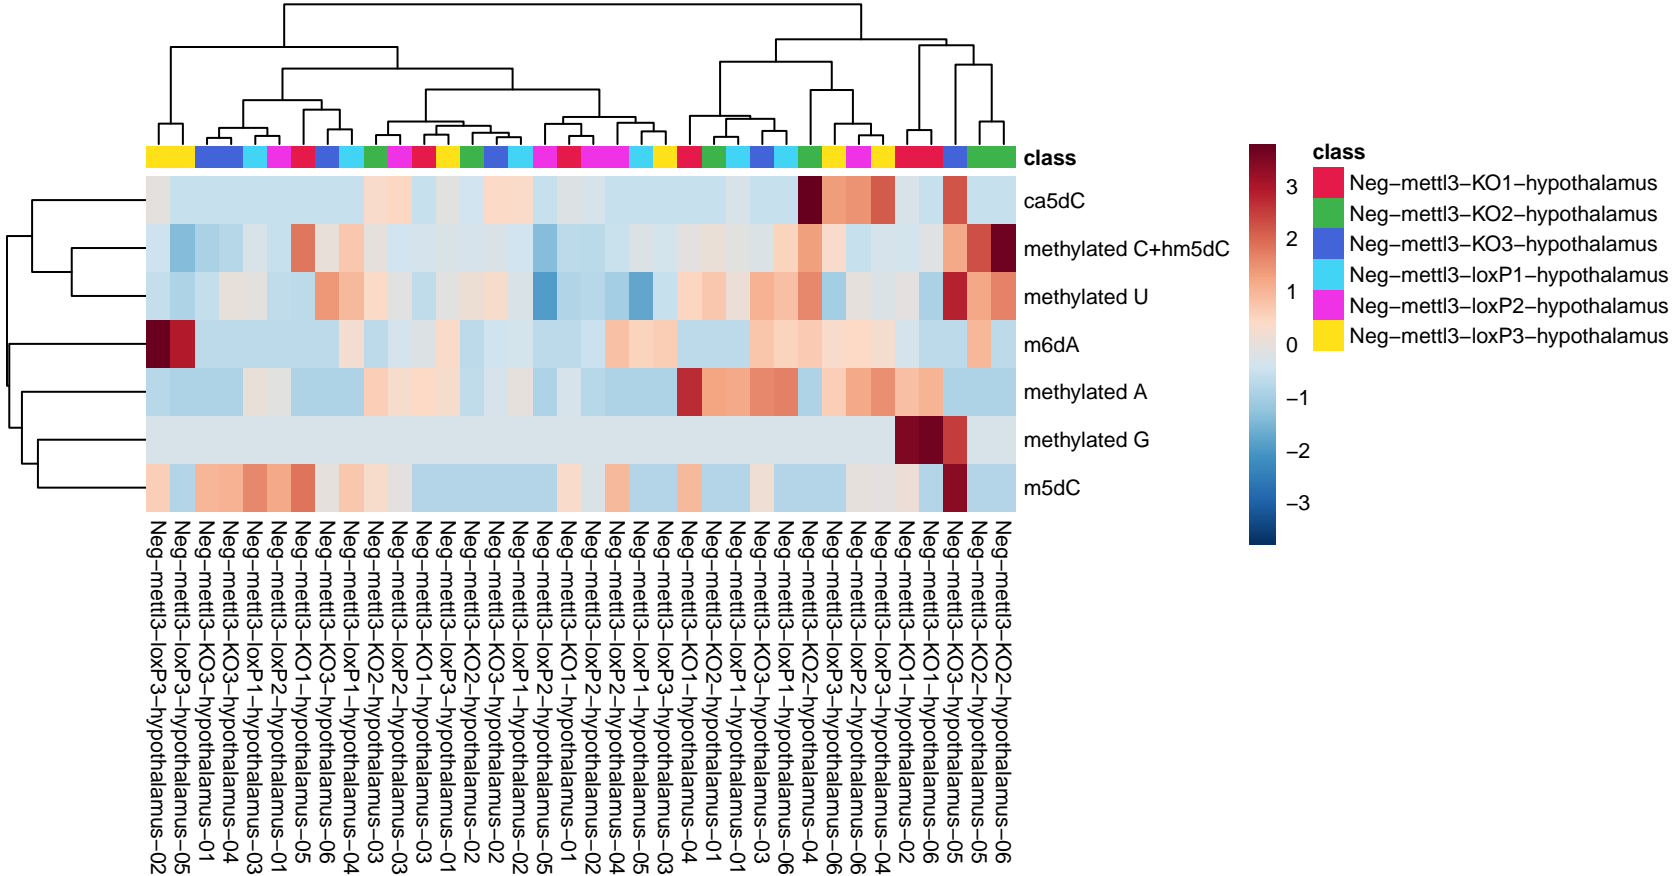 class
ca5dC
methylated C+hm5dC
methylated U
m6dA
methylated A
methylated G
m5dC
Neg−mettl3−loxP3−hypothalamus−02
Neg−mettl3−loxP3−hypothalamus−05
Neg−mettl3−KO3−hypothalamus−01
Neg−mettl3−KO3−hypothalamus−04
Neg−mettl3−loxP1−hypothalamus−03
Neg−mettl3−loxP2−hypothalamus−01
Neg−mettl3−KO1−hypothalamus−05
Neg−mettl3−KO3−hypothalamus−06
Neg−mettl3−loxP1−hypothalamus−04
Neg−mettl3−KO2−hypothalamus−03
Neg−mettl3−loxP2−hypothalamus−03
Neg−mettl3−KO1−hypothalamus−03
Neg−mettl3−loxP3−hypothalamus−01
Neg−mettl3−KO2−hypothalamus−02
Neg−mettl3−KO3−hypothalamus−02
Neg−mettl3−loxP1−hypothalamus−02
Neg−mettl3−loxP2−hypothalamus−05
Neg−mettl3−KO1−hypothalamus−01
Neg−mettl3−loxP2−hypothalamus−02
Neg−mettl3−loxP2−hypothalamus−04
Neg−mettl3−loxP1−hypothalamus−05
Neg−mettl3−loxP3−hypothalamus−03
Neg−mettl3−KO1−hypothalamus−04
Neg−mettl3−KO2−hypothalamus−01
Neg−mettl3−loxP1−hypothalamus−01
Neg−mettl3−KO3−hypothalamus−03
Neg−mettl3−loxP1−hypothalamus−06
Neg−mettl3−KO2−hypothalamus−04
Neg−mettl3−loxP3−hypothalamus−06
Neg−mettl3−loxP2−hypothalamus−06
Neg−mettl3−loxP3−hypothalamus−04
Neg−mettl3−KO1−hypothalamus−02
Neg−mettl3−KO1−hypothalamus−06
Neg−mettl3−KO3−hypothalamus−05
Neg−mettl3−KO2−hypothalamus−05
Neg−mettl3−KO2−hypothalamus−06
3
2
1
0
−1
−2
−3
class
Neg−mettl3−KO1−hypothalamus
Neg−mettl3−KO2−hypothalamus
Neg−mettl3−KO3−hypothalamus
Neg−mettl3−loxP1−hypothalamus
Neg−mettl3−loxP2−hypothalamus
Neg−mettl3−loxP3−hypothalamus